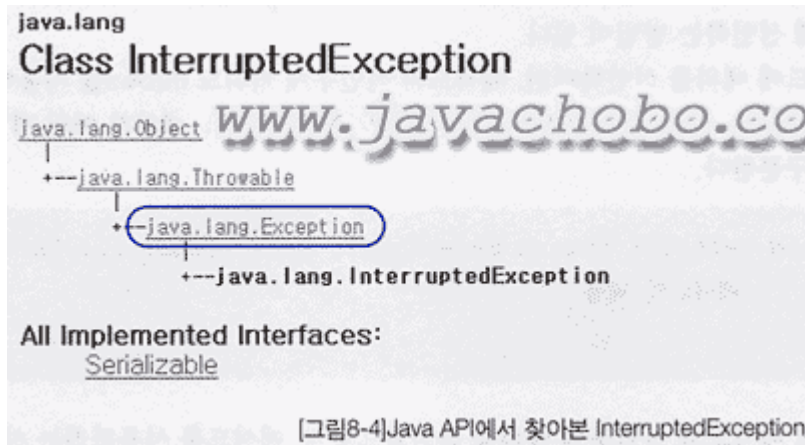 java.lang
Class InterruptedException
www.javachobo.co
java.lang.Object
|
+--java.lang.Throwable
|
+--java.lang.Exception
|
+--java.lang.InterruptedException
All Implemented Interfaces:
Serializable
[그림8-4]Java API에서 찾아본 InterruptedException